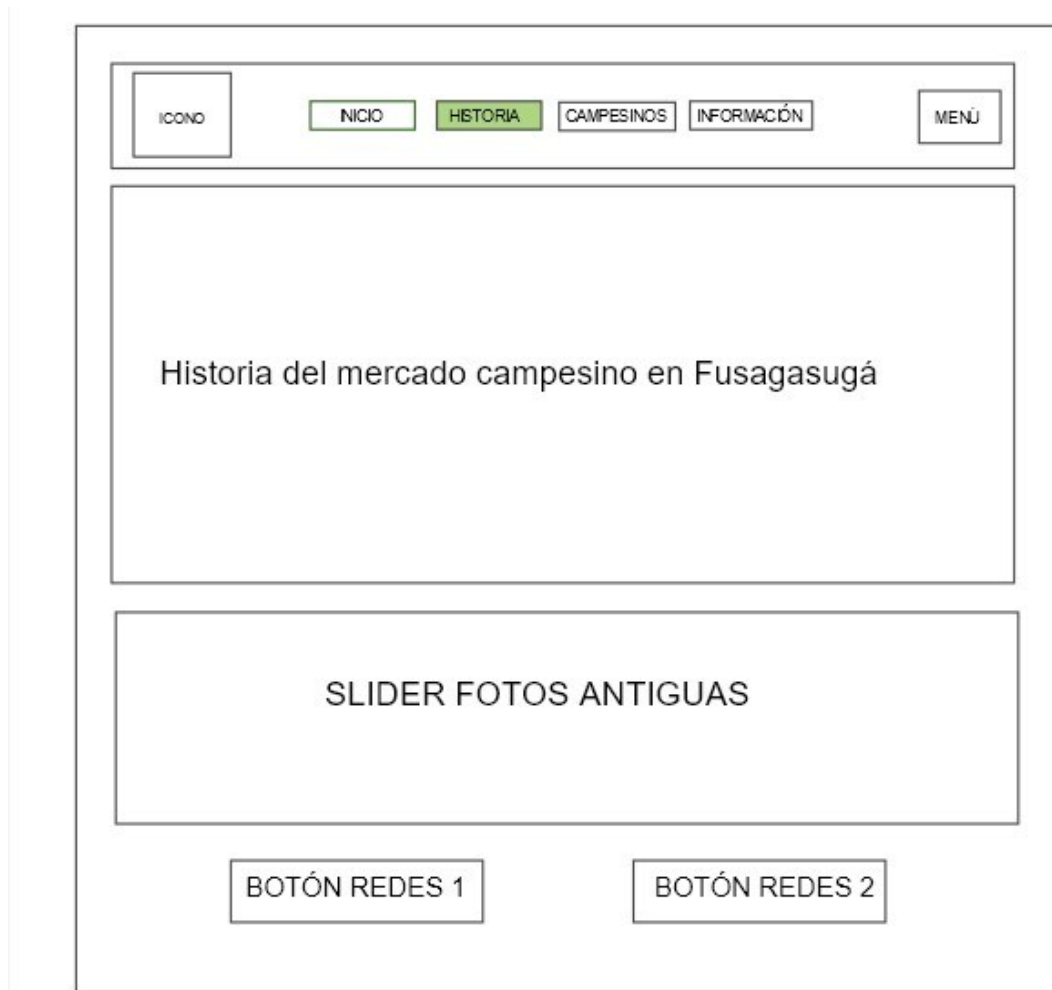 ICONO
INICIO
HISTORIA
CAMPESINOS
INFORMACIÓN
MENÚ
Historia del mercado campesino en Fusagasugá
SLIDER FOTOS ANTIGUAS
BOTÓN REDES 1
BOTÓN REDES 2